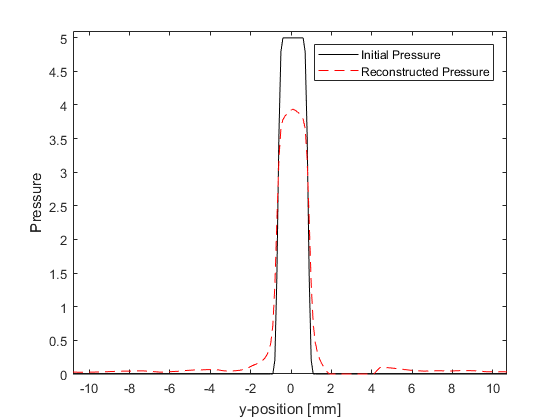 Initial Pressure
Reconstructed Pressure
Pressure
5
4.5
4
3.5
3
2.5
2
1.5
1
0.5
0
-10 -8 -6 -4 -2 0 2 4 6 8 10
y-position [mm]